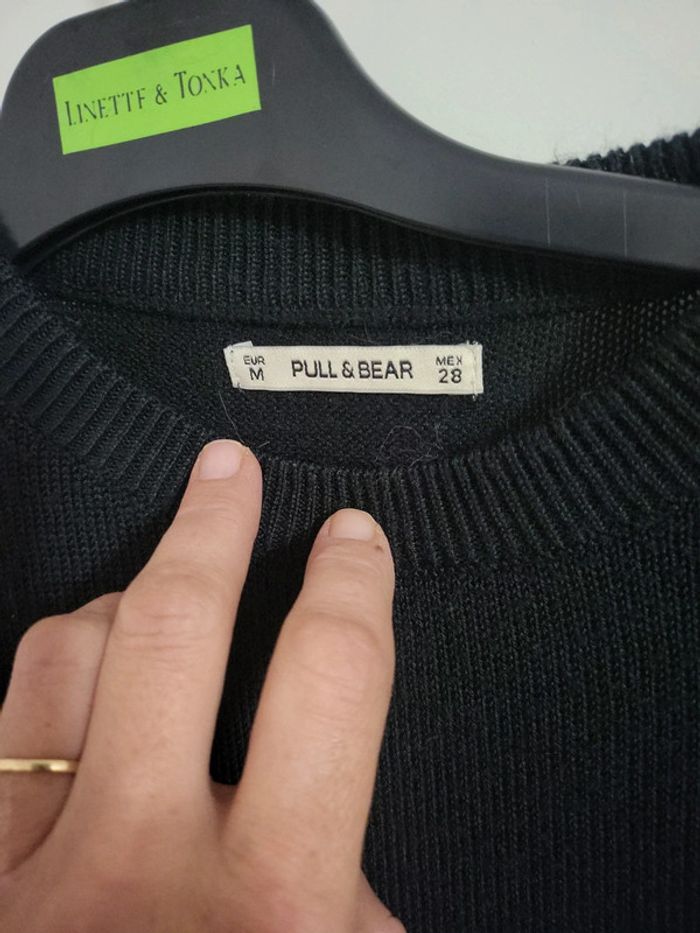 LINETTE & TONKA
EUR
M
PULL & BEAR
MEX
28